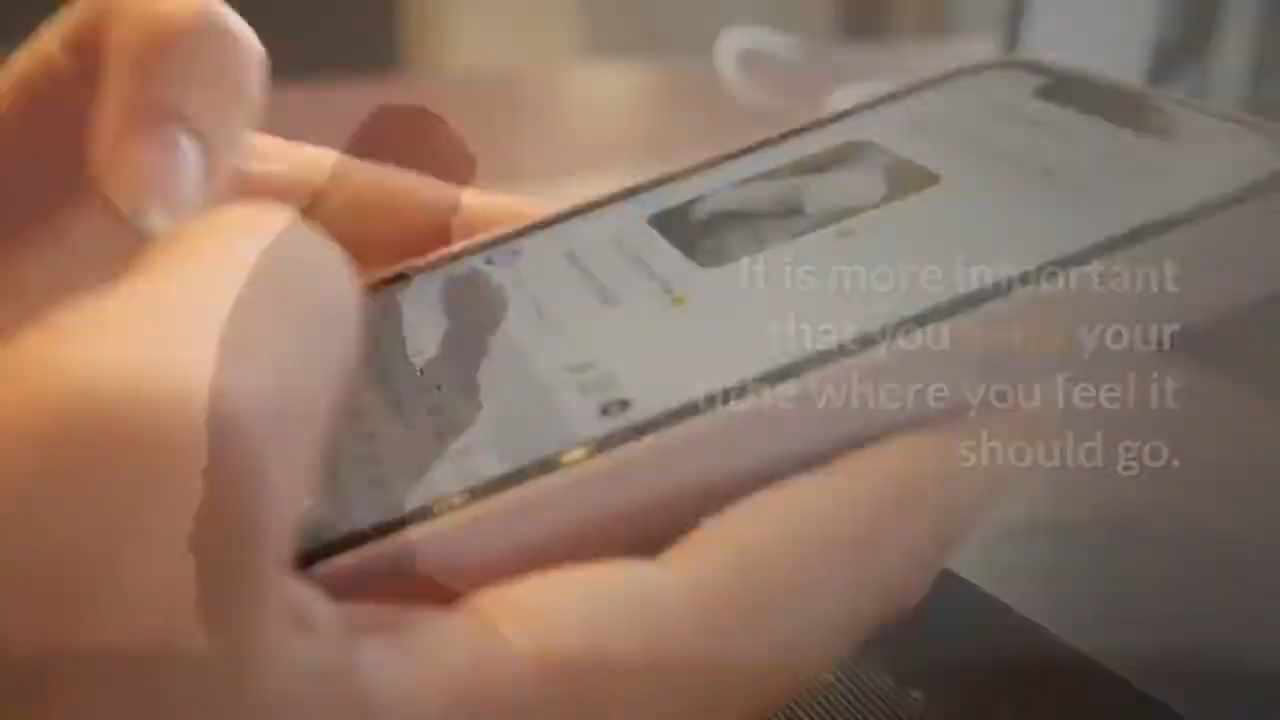 It is more important
that you your
where you feel it
should go.